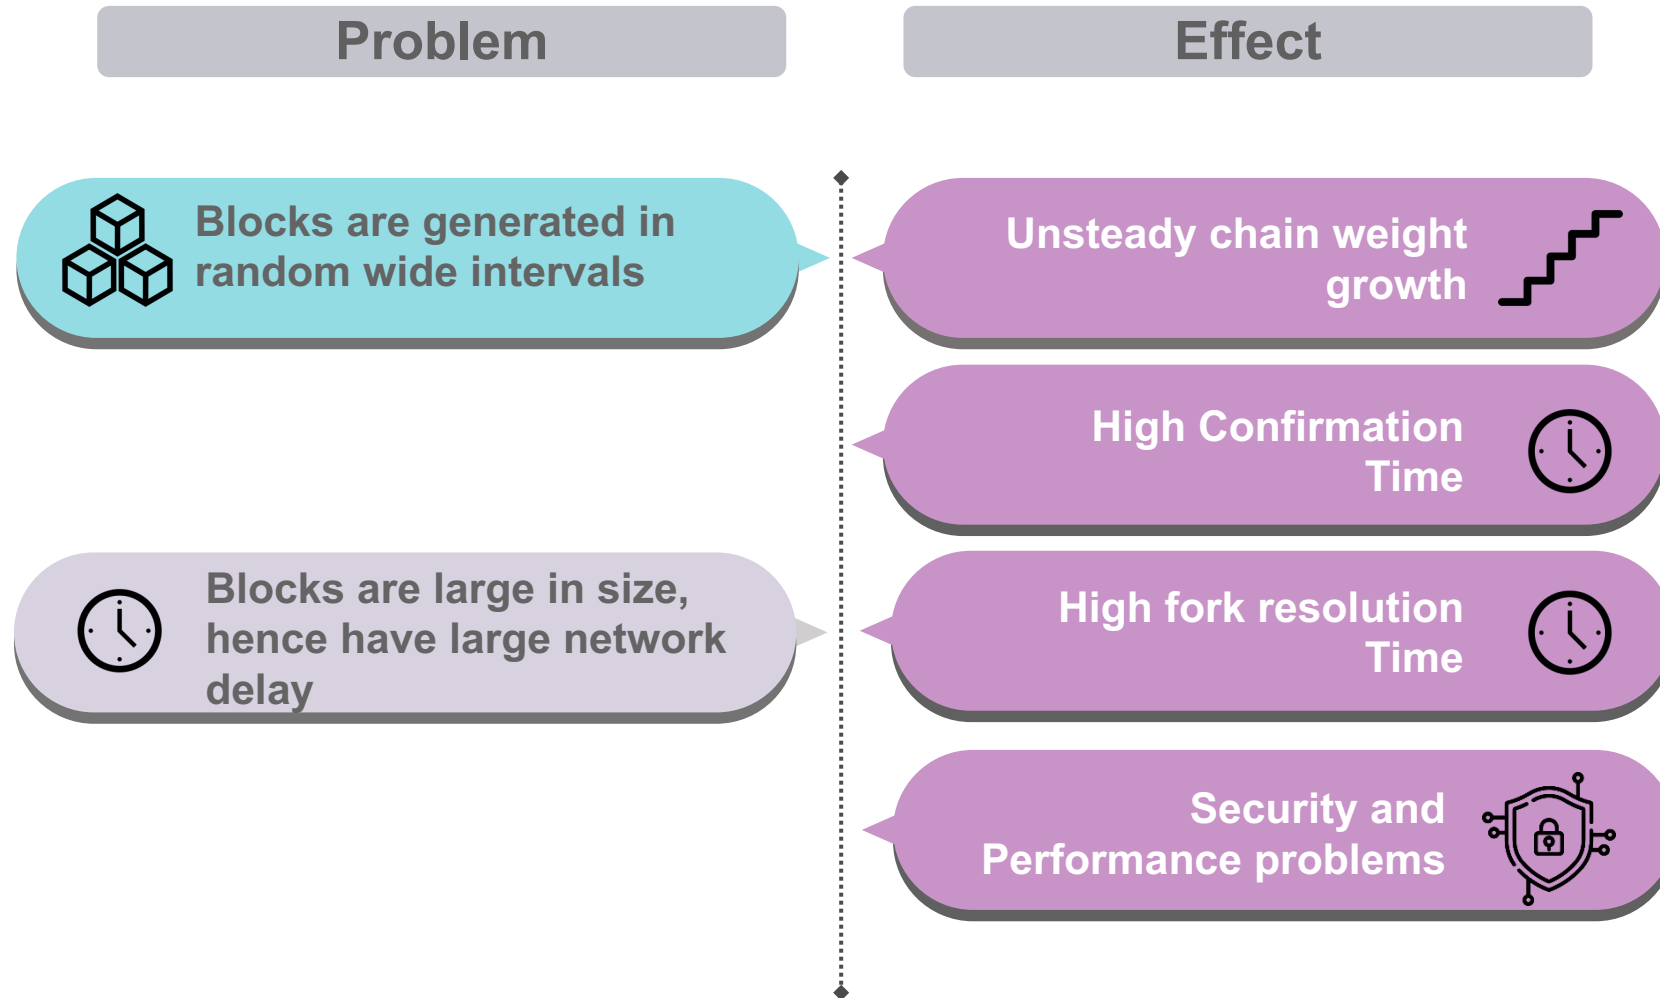 Problem
Effect
Blocks are generated in
random wide intervals
Unsteady chain weight
growth
High Confirmation
Time
Blocks are large in size,
hence have large network
delay
High fork resolution
Time
Security and
Performance problems